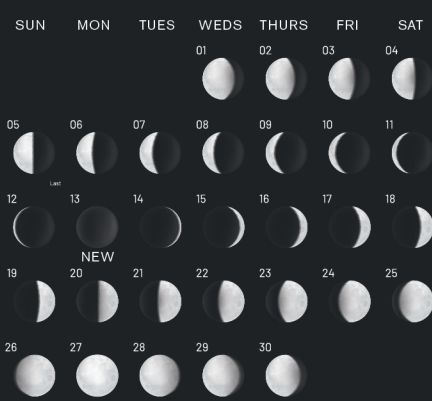 SUN MON TUES WEDS THURS FRI SAT
01 02 03 04
05 06 07 08 09 10 11
Last
12 13 14 15 16 17 18
NEW
19 20 21 22 23 24 25
26 27 28 29 30